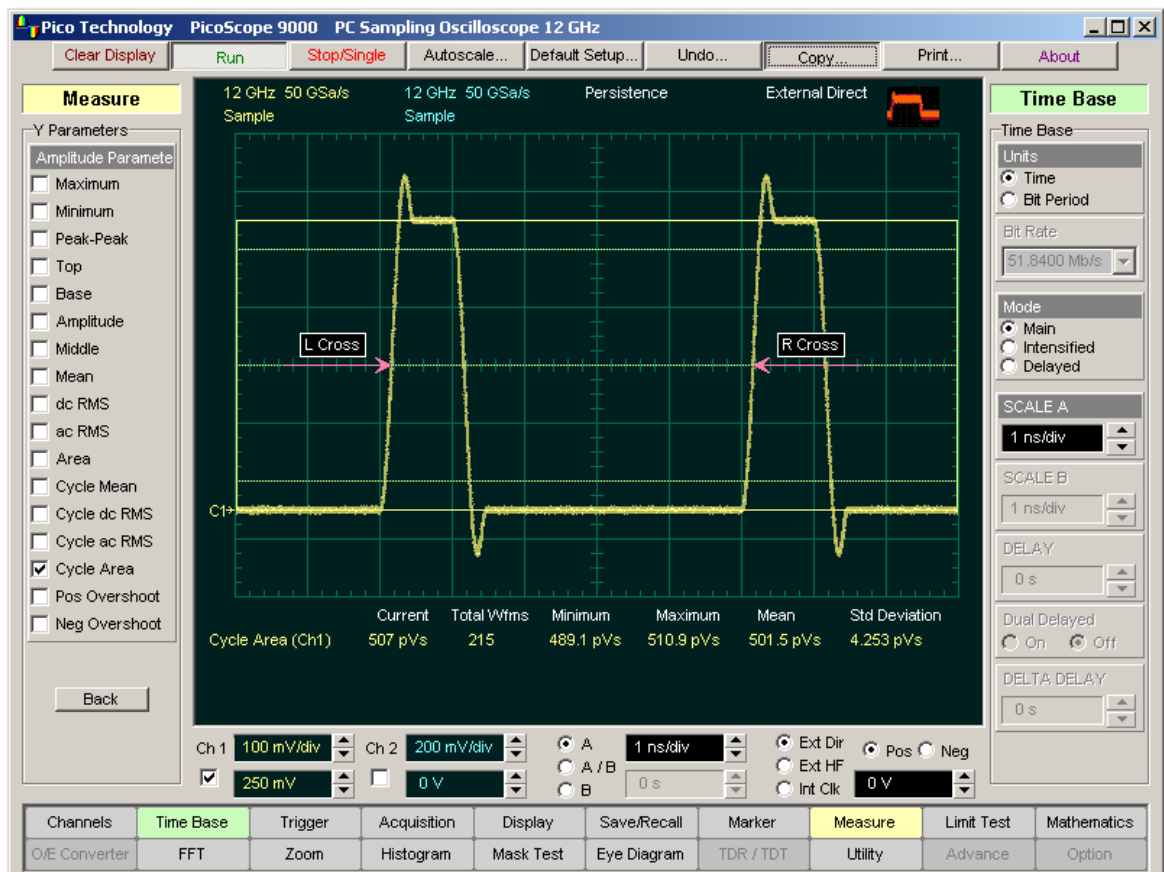 Pico Technology PicoScope 9000 PC Sampling Oscilloscope 12 GHz
Clear Display Run Stop/Single Autoscale... Default Setup... Undo... Copy... Print... About
Measure
Y Parameters
Amplitude Paramete
Maximum
Minimum
Peak-Peak
Top
Base
Amplitude
Middle
Mean
dc RMS
ac RMS
Area
Cycle Mean
Cycle dc RMS
Cycle ac RMS
Cycle Area
Pos Overshoot
Neg Overshoot
Back
12 GHz 50 GSa/s 12 GHz 50 GSa/s Persistence External Direct
Sample Sample
L Cross R Cross
C1
Current Total Wfms Minimum Maximum Mean Std Deviation
Cycle Area (Ch1) 507 pVs 215 489.1 pVs 510.9 pVs 501.5 pVs 4.253 pVs
Time Base
Time Base
Units
Time
Bit Period
Bit Rate
51.8400 Mb/s
Mode
Main
Intensified
Delayed
SCALE A
1 ns/div
SCALE B
1 ns/div
DELAY
0 s
Dual Delayed
On Off
DELTA DELAY
0 s
Ch 1 100 mV/div Ch 2 200 mV/div A 1 ns/div Ext Dir Pos Neg
A / B Ext HF
250 mV 0 V B 0 s Int Clk 0 V
Channels Time Base Trigger Acquisition Display Save/Recall Marker Measure Limit Test Mathematics
O/E Converter FFT Zoom Histogram Mask Test Eye Diagram TDR / TDT Utility Advance Option